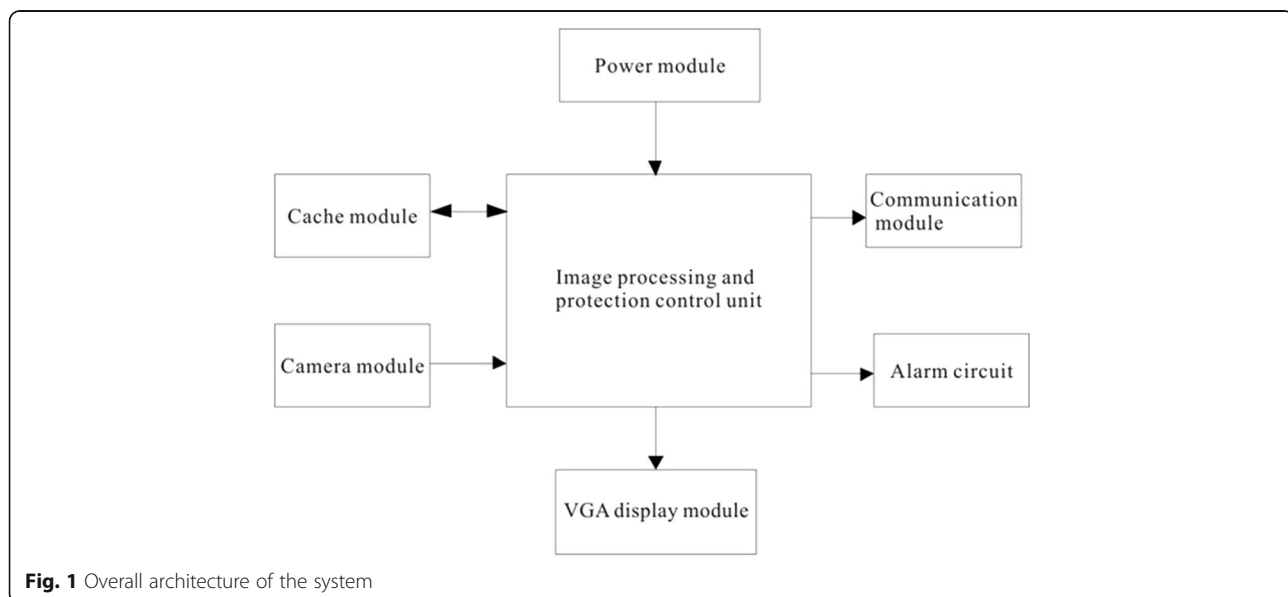 Power module
Cache module
Communication
module
Image processing and
protection control unit
Camera module
Alarm circuit
VGA display module
Fig. 1 Overall architecture of the system